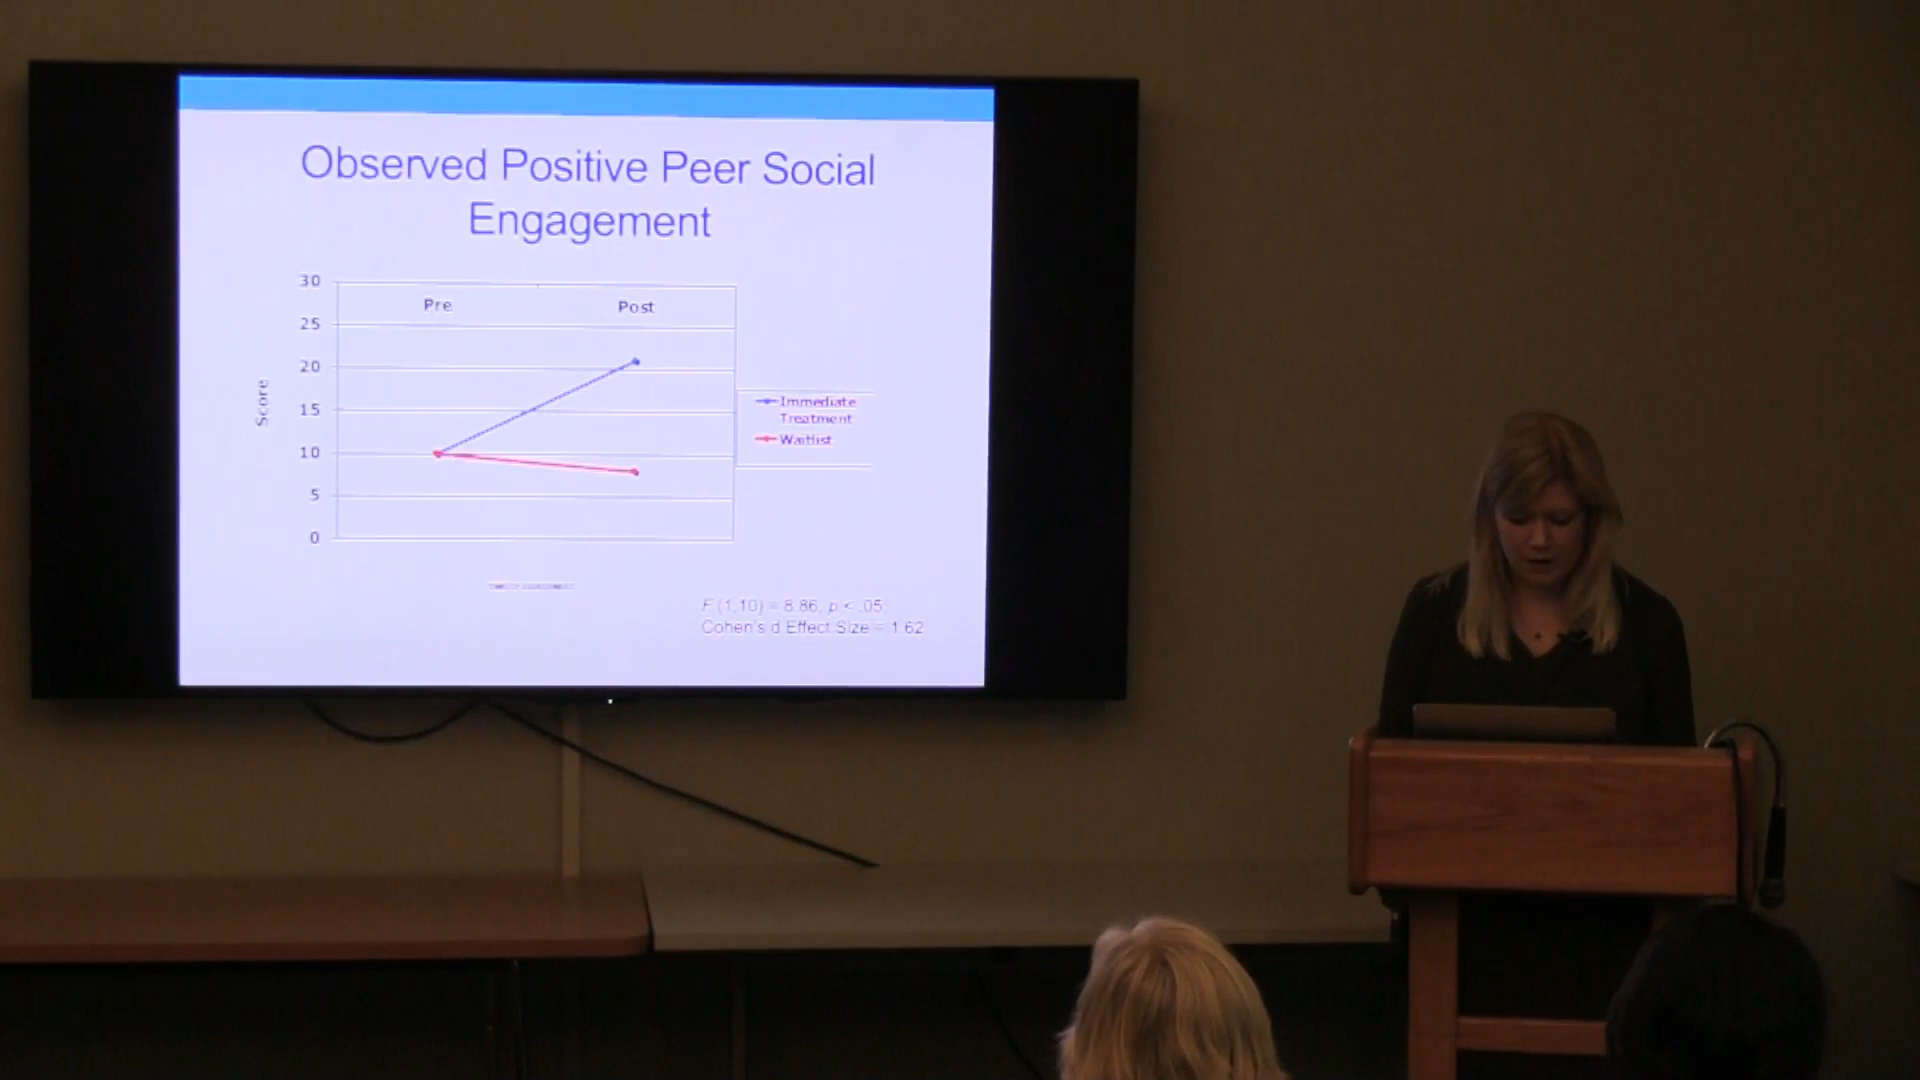 Observed Positive Peer Social
Engagement
30
Pre
Post
25
20
15
10
5
0
Score
Immediate
Treatment
Waitlist
F (1,10) = 8.86, p < .05;
Cohen's d Effect Size = 1.62